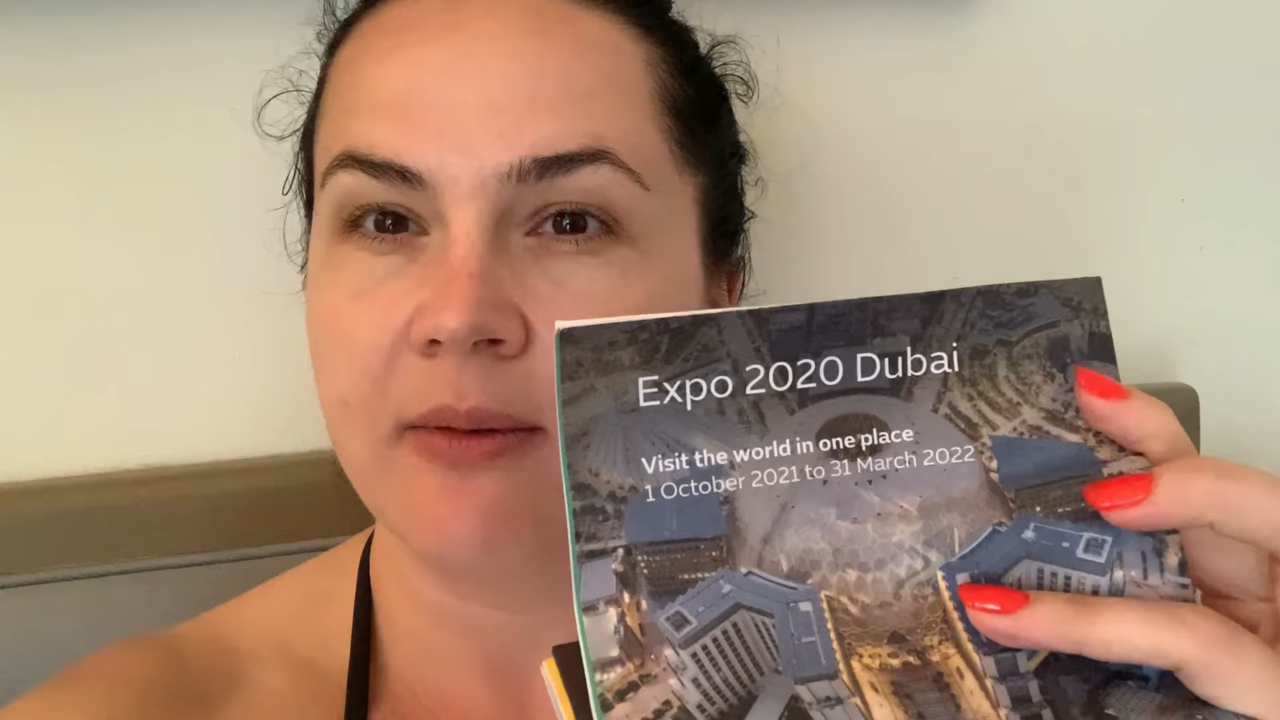 Expo 2020 Dubai
Visit the world in one place
1 October 2021 to 31 March 2022